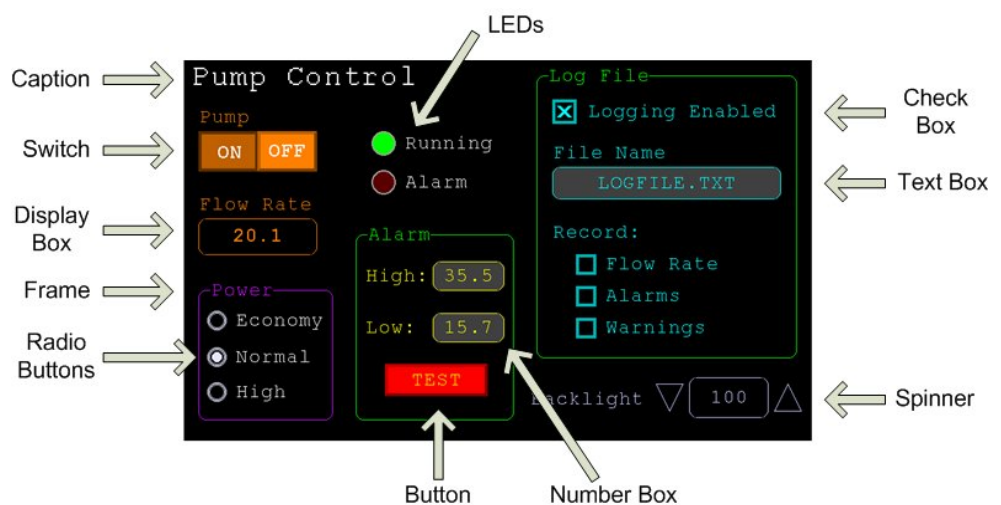 LEDs
Caption
Pump Control
Log File
Check
Box
Pump
Logging Enabled
Switch
ON OFF
Running
File Name
Alarm
LOGFILE.TXT
Text Box
Display
Box
Flow Rate
20.1
Alarm
Record:
Flow Rate
Frame
Power
High: 35.5
Alarms
Economy
Low: 15.7
Warnings
Radio
Buttons
Normal
TEST
High
Backlight 100
Spinner
Button
Number Box